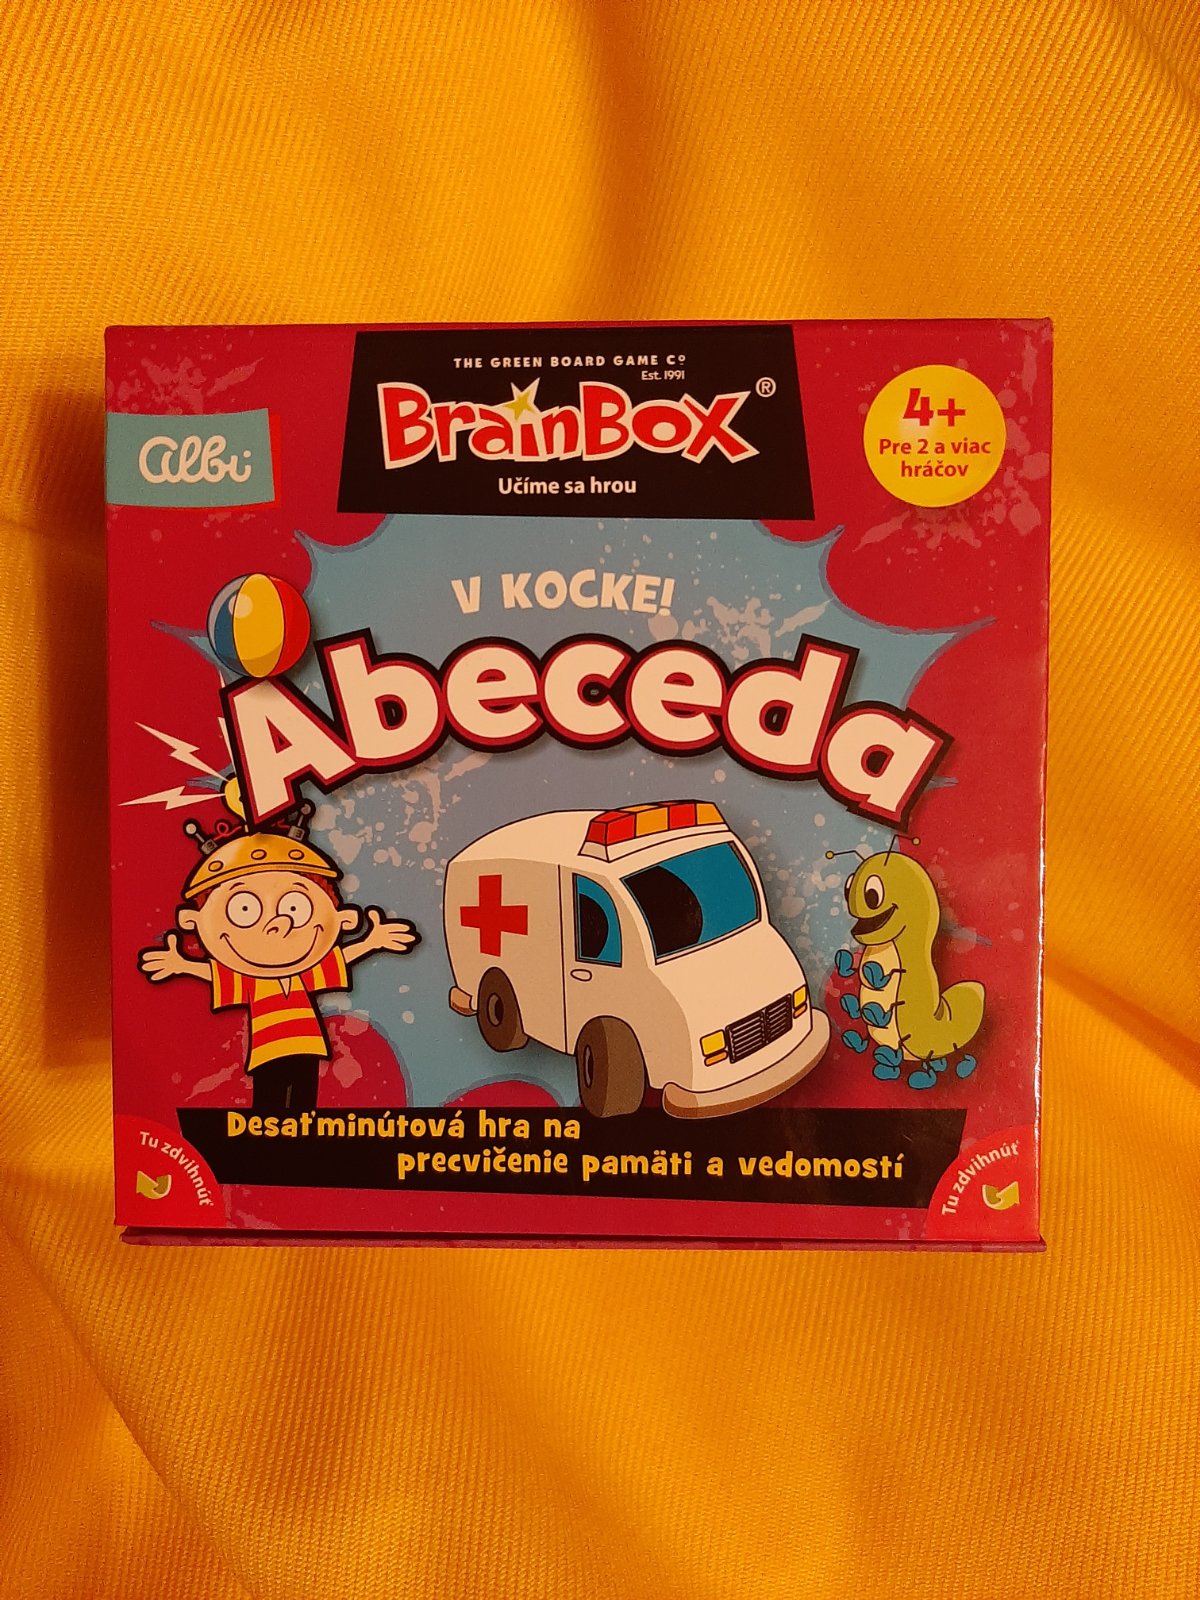 THE GREEN BOARD GAME Cº
Est. 1991
BrainBox®
Učíme sa hrou
Albi
4+
Pre 2 a viac
hráčov
V KOCKE!
Abeceda
Desaťminútová hra na
precvičenie pamäti a vedomostí
Tu zdvihnúť
Tu zdvihnúť